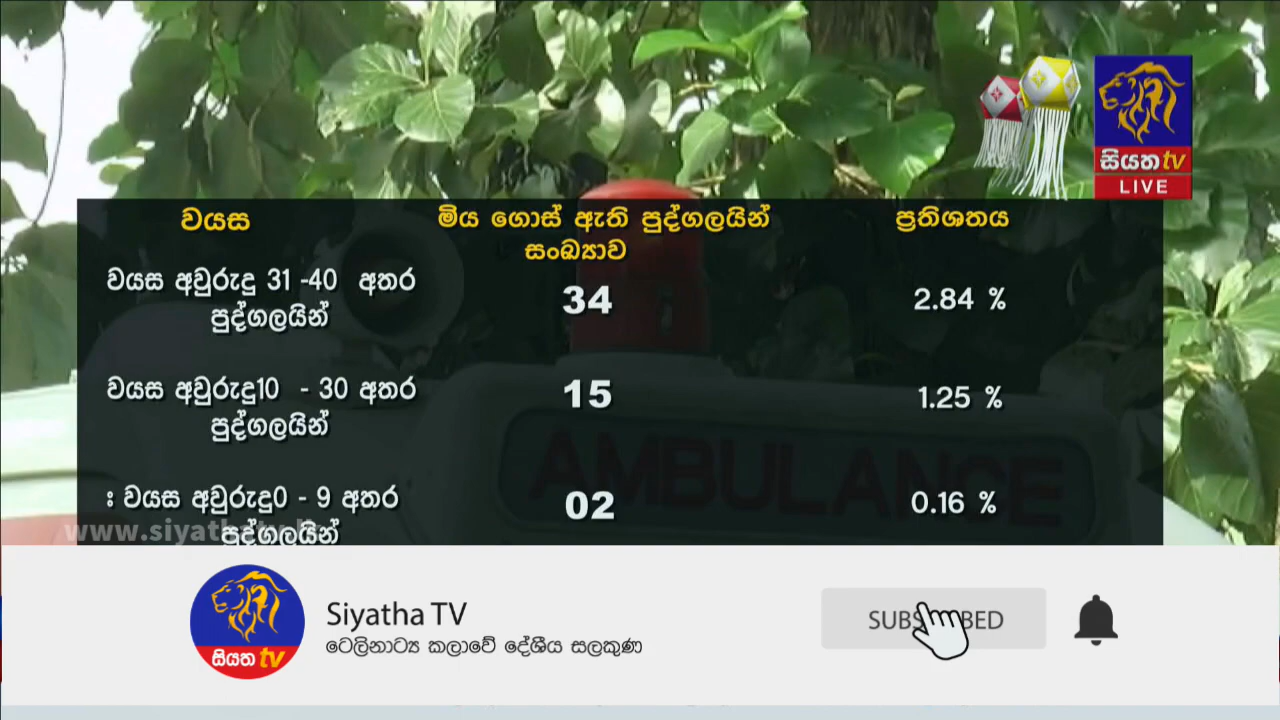 සියත tv
LIVE
වයස
මිය ගොස් ඇති පුද්ගලයින්
සංඛ්‍යාව
ප්‍රතිශතය
වයස අවුරුදු 31 -40 අතර
පුද්ගලයින්
34
2.84 %
වයස අවුරුදු10 - 30 අතර
පුද්ගලයින්
15
1.25 %
: වයස අවුරුදු0 - 9 අතර
පුද්ගලයින්
02
0.16 %
AMBULANCE
සියත tv
Siyatha TV
ටෙලිනාට්‍ය කලාවේ දේශීය සලකුණ